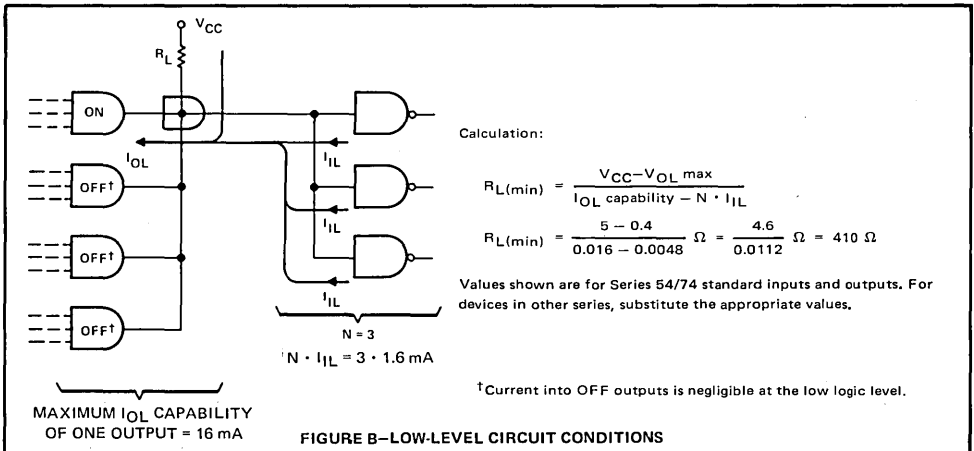 VCC
RL
ON
IOL
IIL
OFF†
IIL
OFF†
IIL
OFF†
N = 3
N · IIL = 3 · 1.6 mA
MAXIMUM IOL CAPABILITY
OF ONE OUTPUT = 16 mA
Calculation:
RL(min) = VCC–VOL max / IOL capability – N · IIL
RL(min) = 5 – 0.4 / 0.016 – 0.0048 Ω = 4.6 / 0.0112 Ω = 410 Ω
Values shown are for Series 54/74 standard inputs and outputs. For
devices in other series, substitute the appropriate values.
†Current into OFF outputs is negligible at the low logic level.
FIGURE B–LOW-LEVEL CIRCUIT CONDITIONS